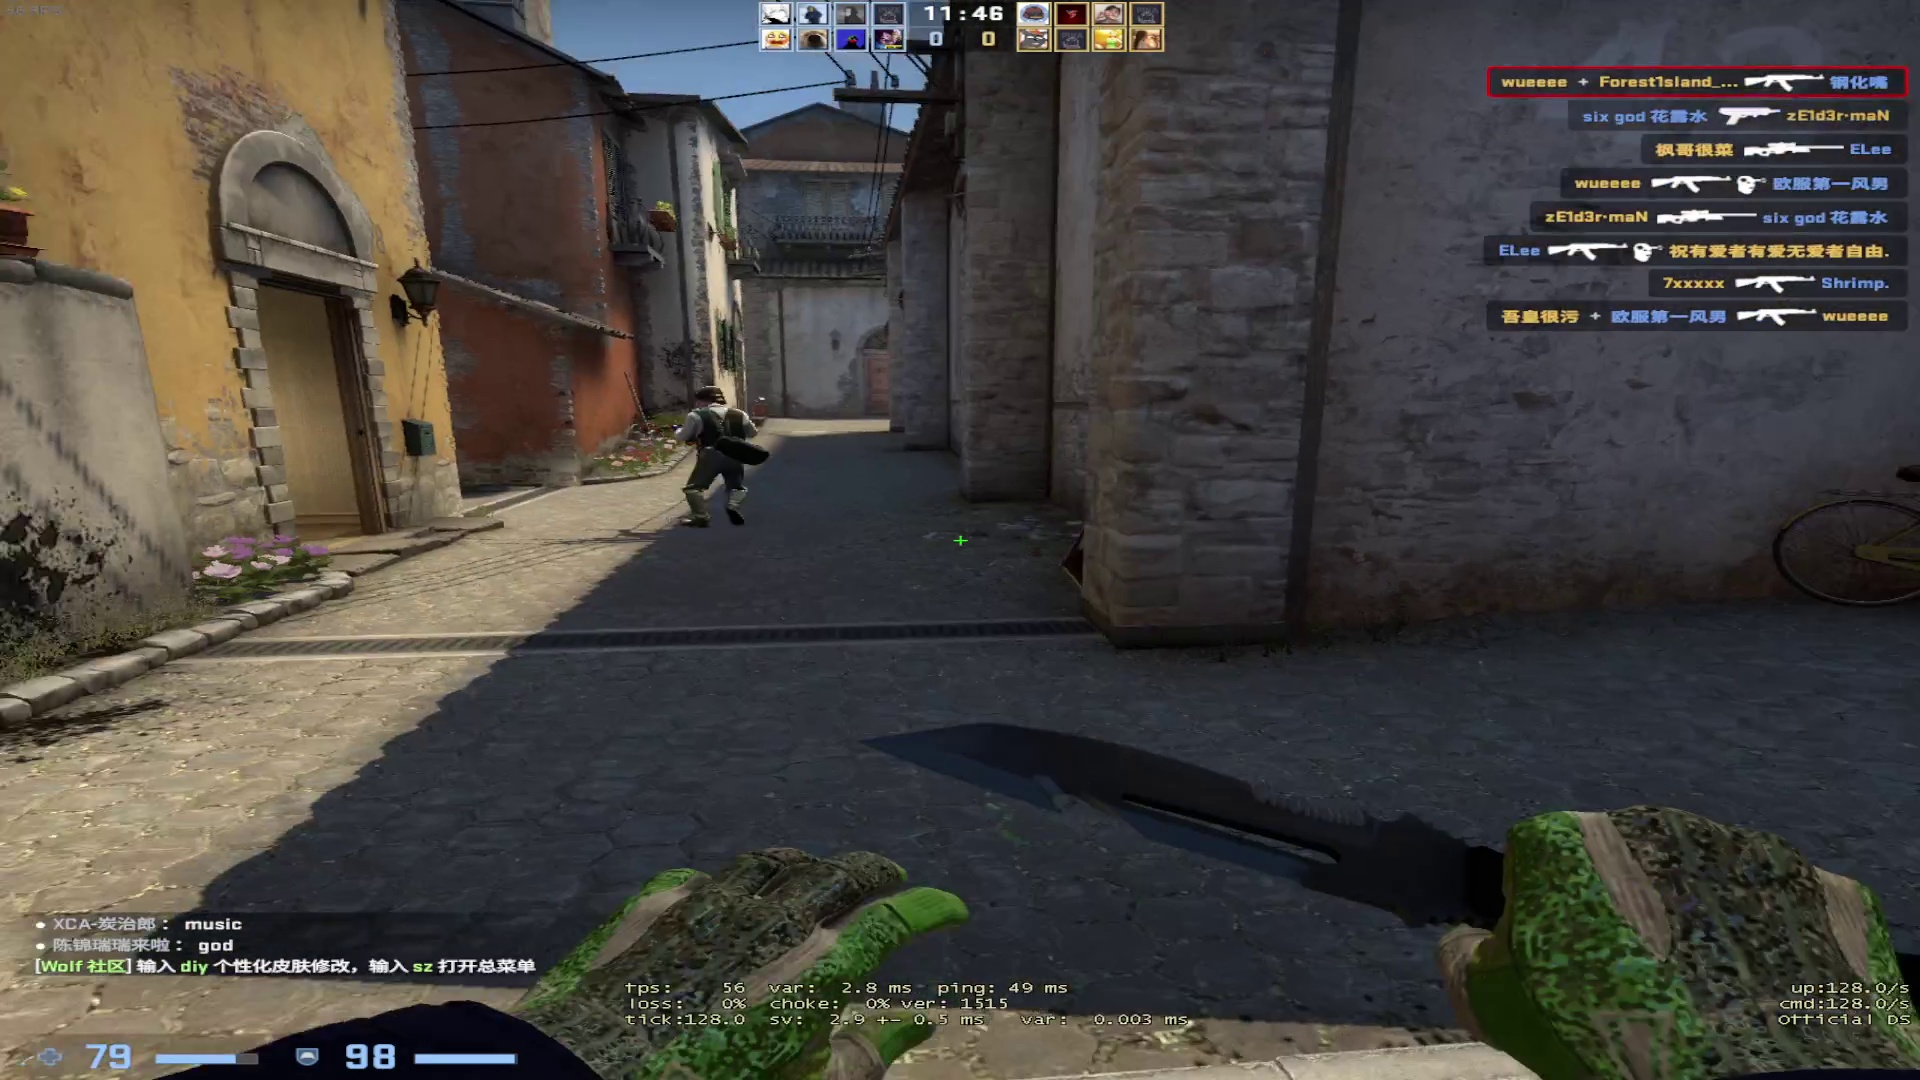 11:46
0 0
wueeee + Forest1sland_... 钢化嘴
six god 花露水 zE1d3r·maN
枫哥很菜 ELee
wueeee 欧服第一风男
zE1d3r·maN six god 花露水
ELee 祝有爱者有爱无爱者自由.
7xxxxx Shrimp.
吾皇很污 + 欧服第一风男 wueeee
XCA-炭治郎： music
陈锦瑞瑞来啦： god
[Wolf 社区] 输入 diy 个性化皮肤修改，输入 sz 打开总菜单
fps: 56 var: 2.8 ms ping: 49 ms
loss: 0% choke: 0% ver: 1515
tick:128.0 sv: 2.9 +- 0.5 ms var: 0.003 ms
up:128.0/s
cmd:128.0/s
Official DS
79 98